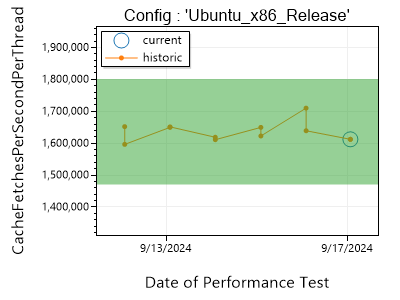 Config : 'Ubuntu_x86_Release'
CacheFetchesPerSecondPerThread
1,900,000
1,800,000
1,700,000
1,600,000
1,500,000
1,400,000
current
historic
9/13/2024
9/17/2024
Date of Performance Test